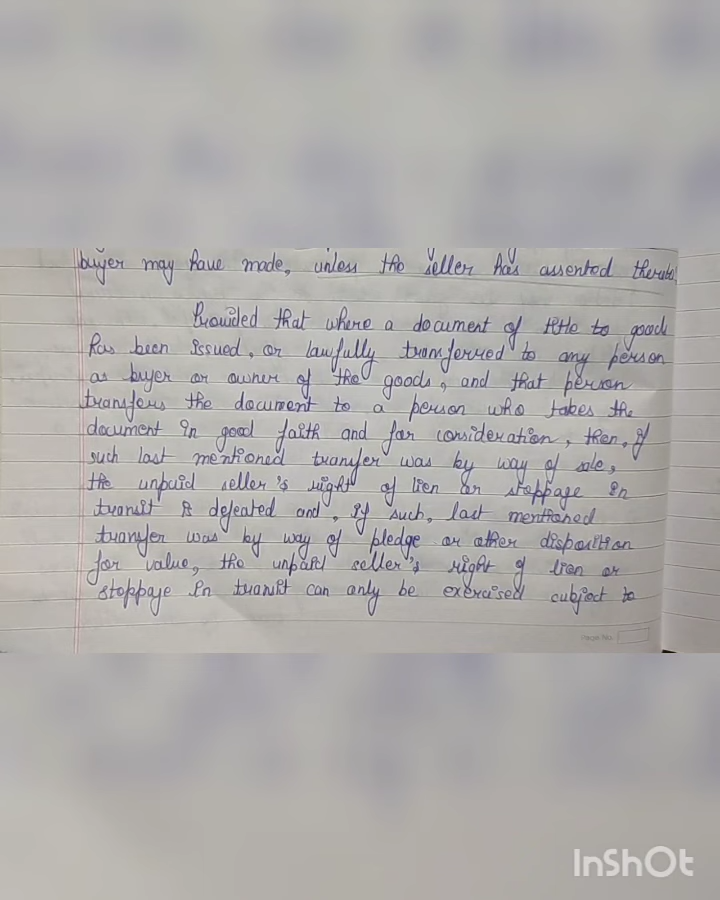 buyer may have made, unless the seller has assented thereto.
Provided that where a document of title to goods
has been issued, or lawfully transferred to any person
as buyer or owner of the goods, and that person
transfers the document to a person who takes the
document in good faith and for consideration, then, if
such last mentioned transfer was by way of sale,
the unpaid seller's right of lien or stoppage in
transit is defeated and, if such, last mentioned
transfer was by way of pledge or other disposition
for value, the unpaid seller's right of lien or
stoppage in transit can only be exercised subject to
Page No.
InShOt